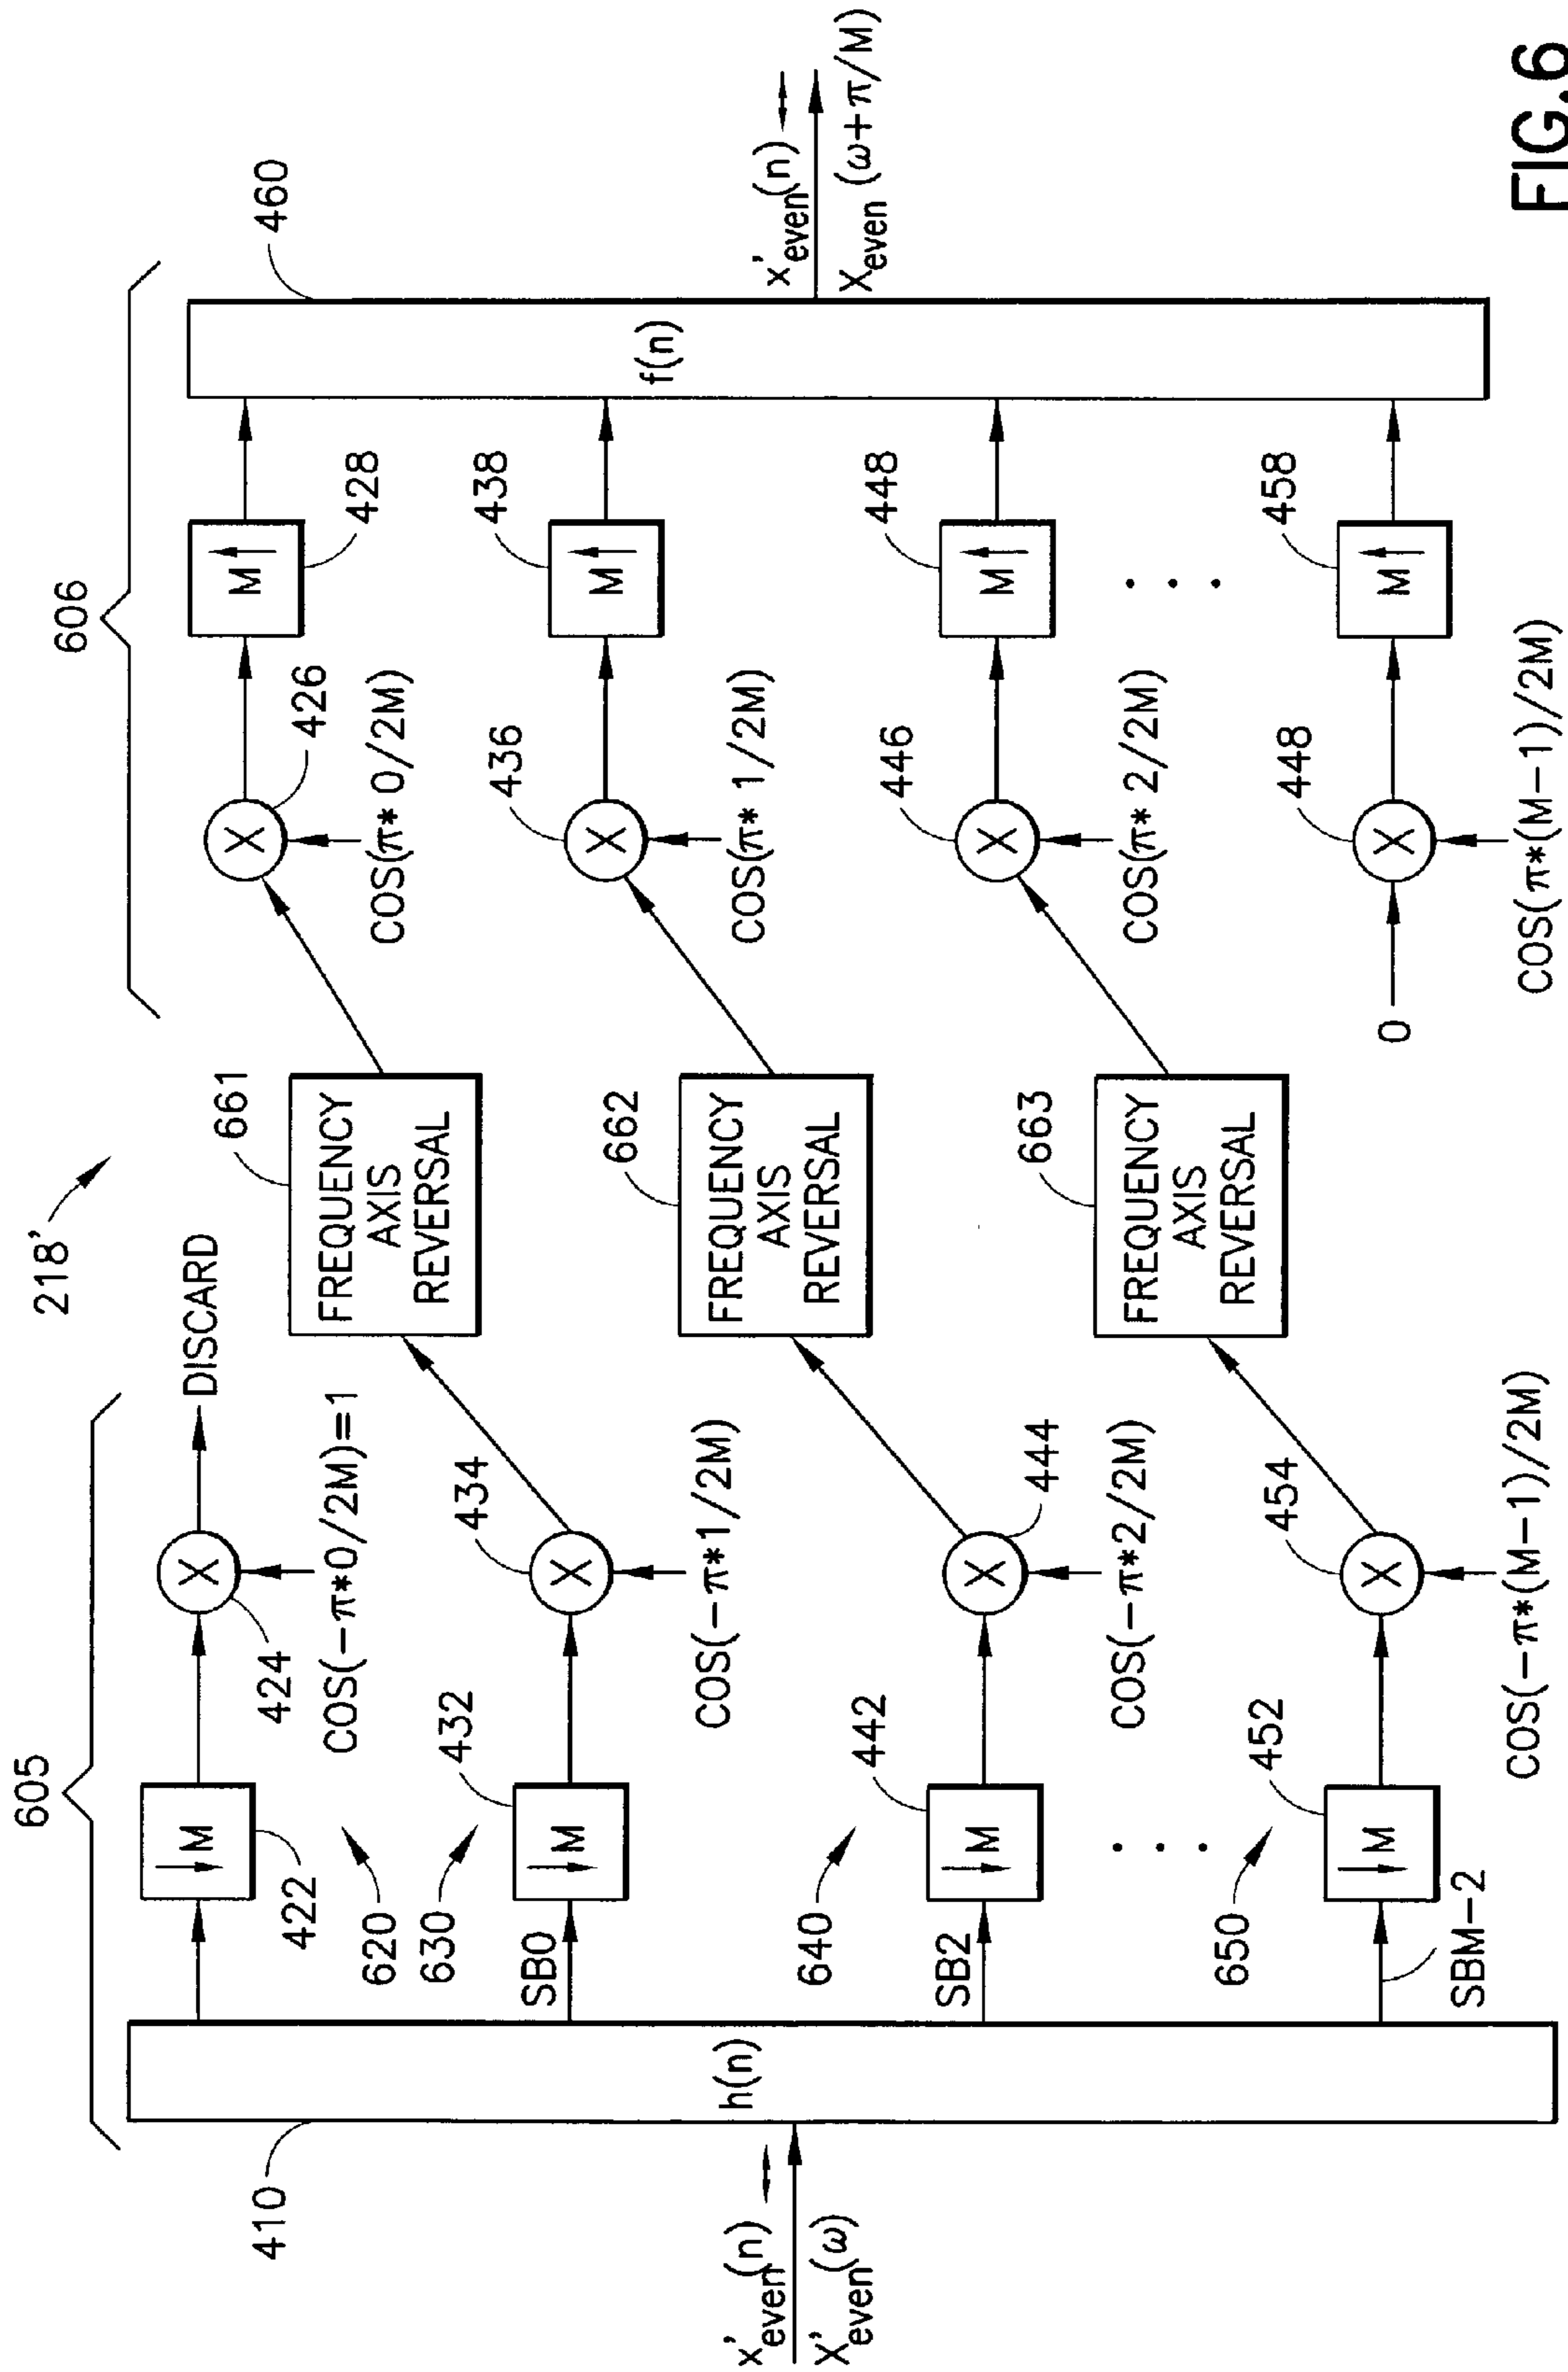 218'
605
606
410
x'even(n)
X'even(ω)
h(n)
↓M
422
620
424
COS(−π*0/2M)=1
DISCARD
630
SB0
↓M
432
434
COS(−π*1/2M)
640
SB2
↓M
442
444
COS(−π*2/2M)
. . .
650
SBM-2
↓M
452
454
COS(−π*(M−1)/2M)
661
FREQUENCY
AXIS
REVERSAL
662
FREQUENCY
AXIS
REVERSAL
663
FREQUENCY
AXIS
REVERSAL
X
X
X
X
X
426
COS(π* 0/2M)
M↑
428
X
436
COS(π* 1/2M)
M↑
438
X
446
COS(π* 2/2M)
M↑
448
. . .
0
X
448
COS(π*(M−1)/2M)
M↑
458
f(n)
460
x'even(n)
Xeven(ω+π/M)
FIG.6